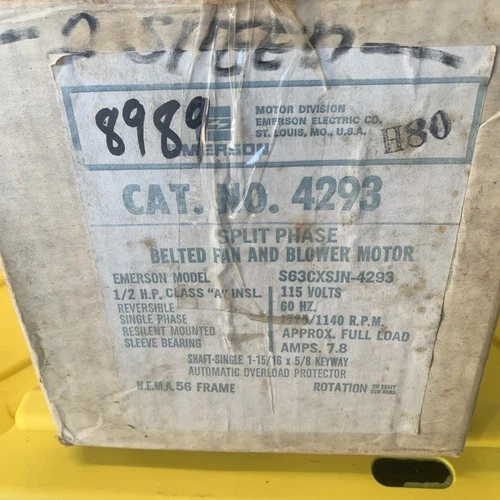 - 2 SPEED -
8989
EMERSON
MOTOR DIVISION
EMERSON ELECTRIC CO.
ST. LOUIS, MO., U.S.A.
H80
CAT. NO. 4293
SPLIT PHASE
BELTED FAN AND BLOWER MOTOR
EMERSON MODEL S63CXSJN-4293
1/2 H.P. CLASS "A" INSL. 115 VOLTS
REVERSIBLE 60 HZ.
SINGLE PHASE 1725/1140 R.P.M.
RESILENT MOUNTED APPROX. FULL LOAD
SLEEVE BEARING AMPS. 7.8
SHAFT-SINGLE 1-15/16 x 5/8 KEYWAY
AUTOMATIC OVERLOAD PROTECTOR
N.E.M.A. 56 FRAME ROTATION